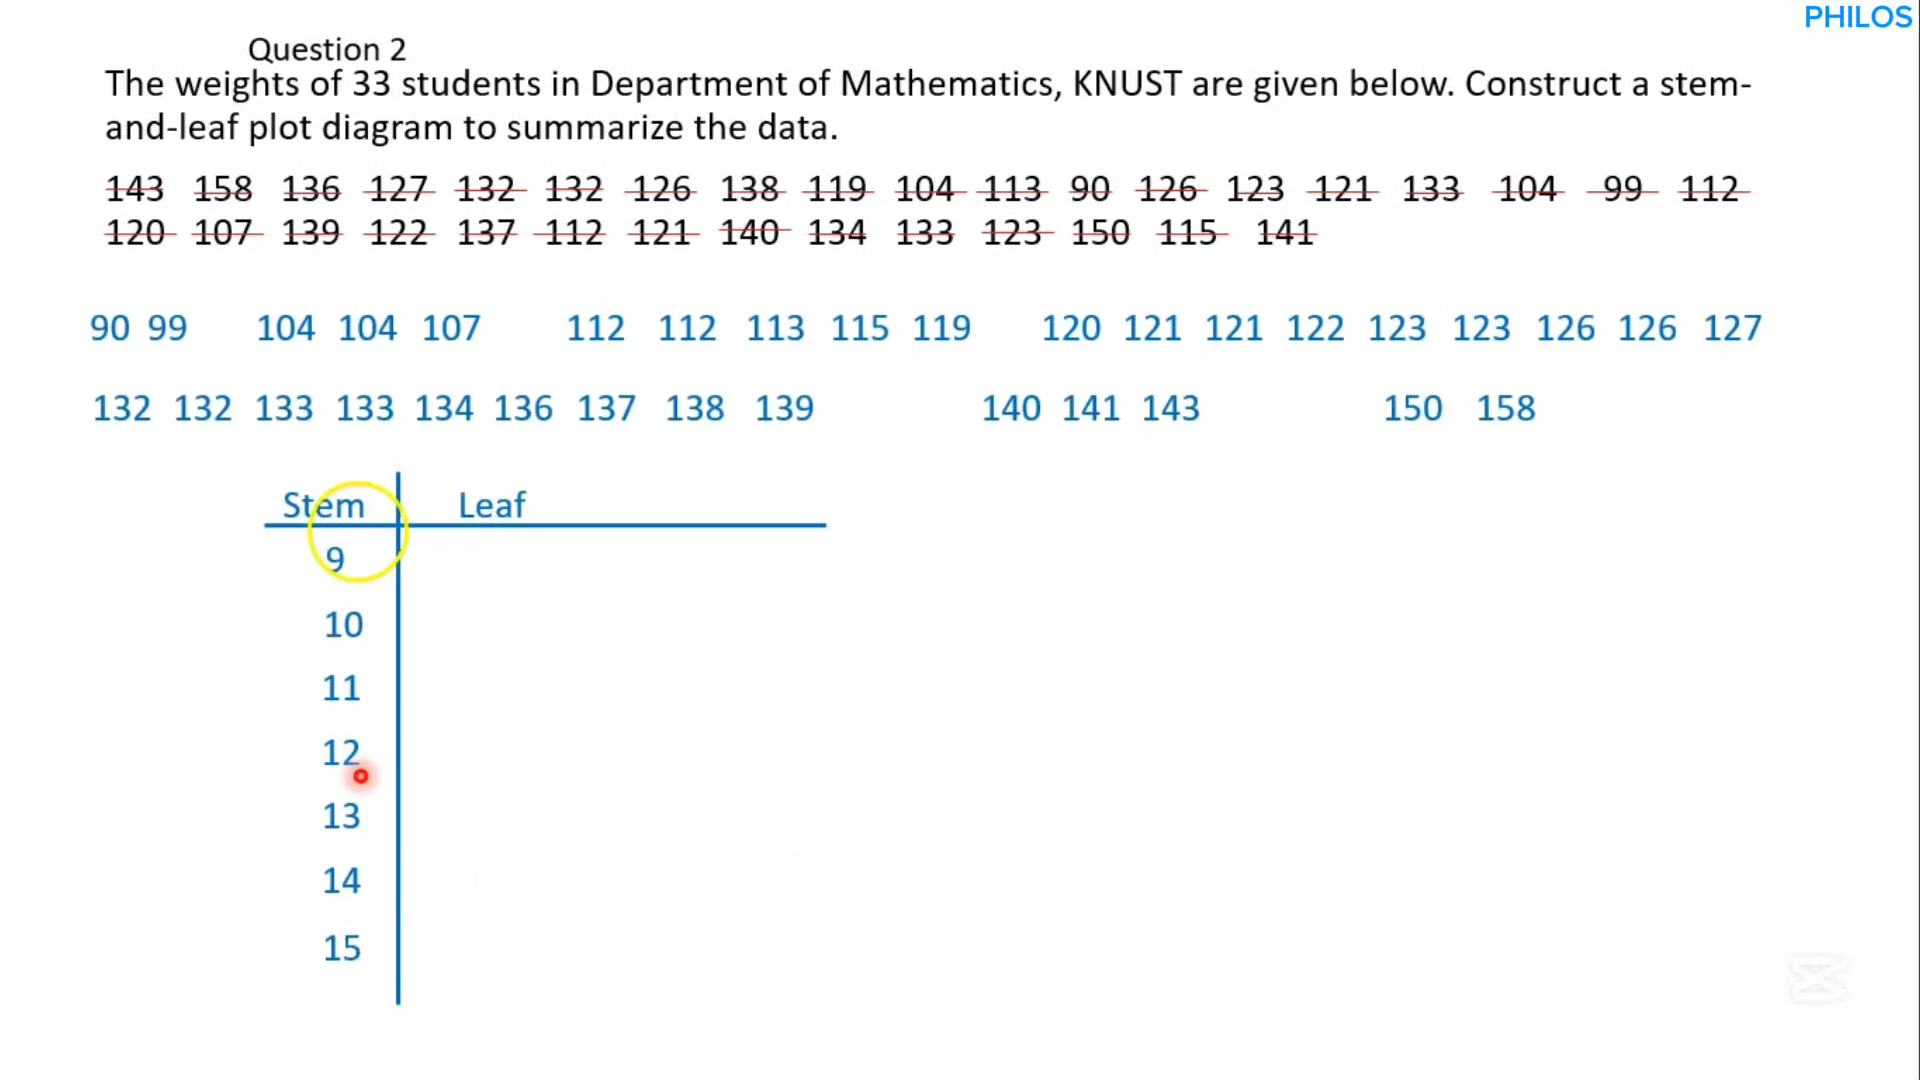 PHILOS
Question 2
The weights of 33 students in Department of Mathematics, KNUST are given below. Construct a stem-
and-leaf plot diagram to summarize the data.
143 158 136 127 132 132 126 138 119 104 113 90 126 123 121 133 104 99 112
120 107 139 122 137 112 121 140 134 133 123 150 115 141
90 99 104 104 107 112 112 113 115 119 120 121 121 122 123 123 126 126 127
132 132 133 133 134 136 137 138 139 140 141 143 150 158
Stem Leaf
9
10
11
12
13
14
15